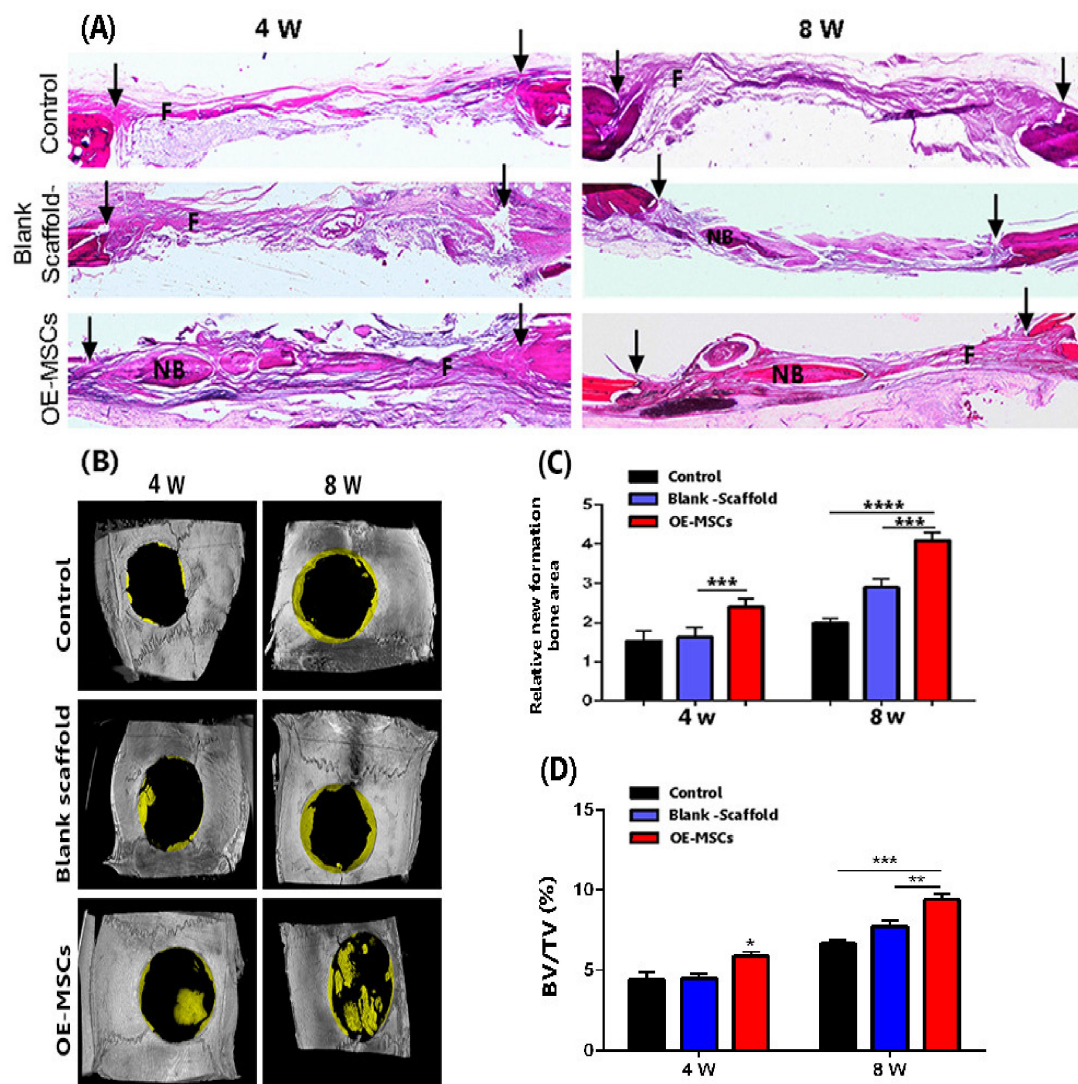 (A)
4 W
8 W
Control
F
F
Blank
Scaffold-
F
NB
OE-MSCs
NB
F
NB
F
(B)
4 W
8 W
Control
Blank scaffold
OE-MSCs
(C)
Control
Blank -Scaffold
OE-MSCs
Relative new formation
bone area
5
4
3
2
1
0
***
****
***
4 w
8 w
(D)
Control
Blank -Scaffold
OE-MSCs
BV/TV (%)
15
10
5
0
*
***
**
4 W
8 W